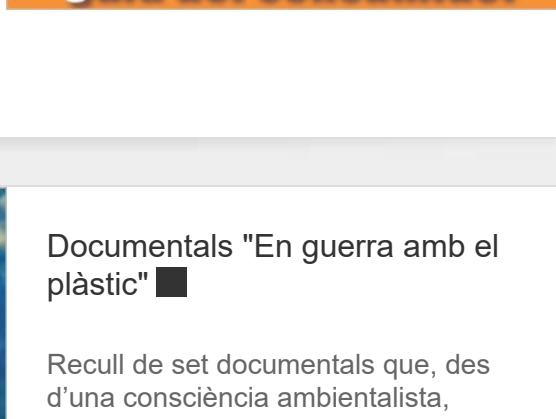 Documentals "En guerra amb el
plàstic"
Recull de set documentals que, des
d’una consciència ambientalista,